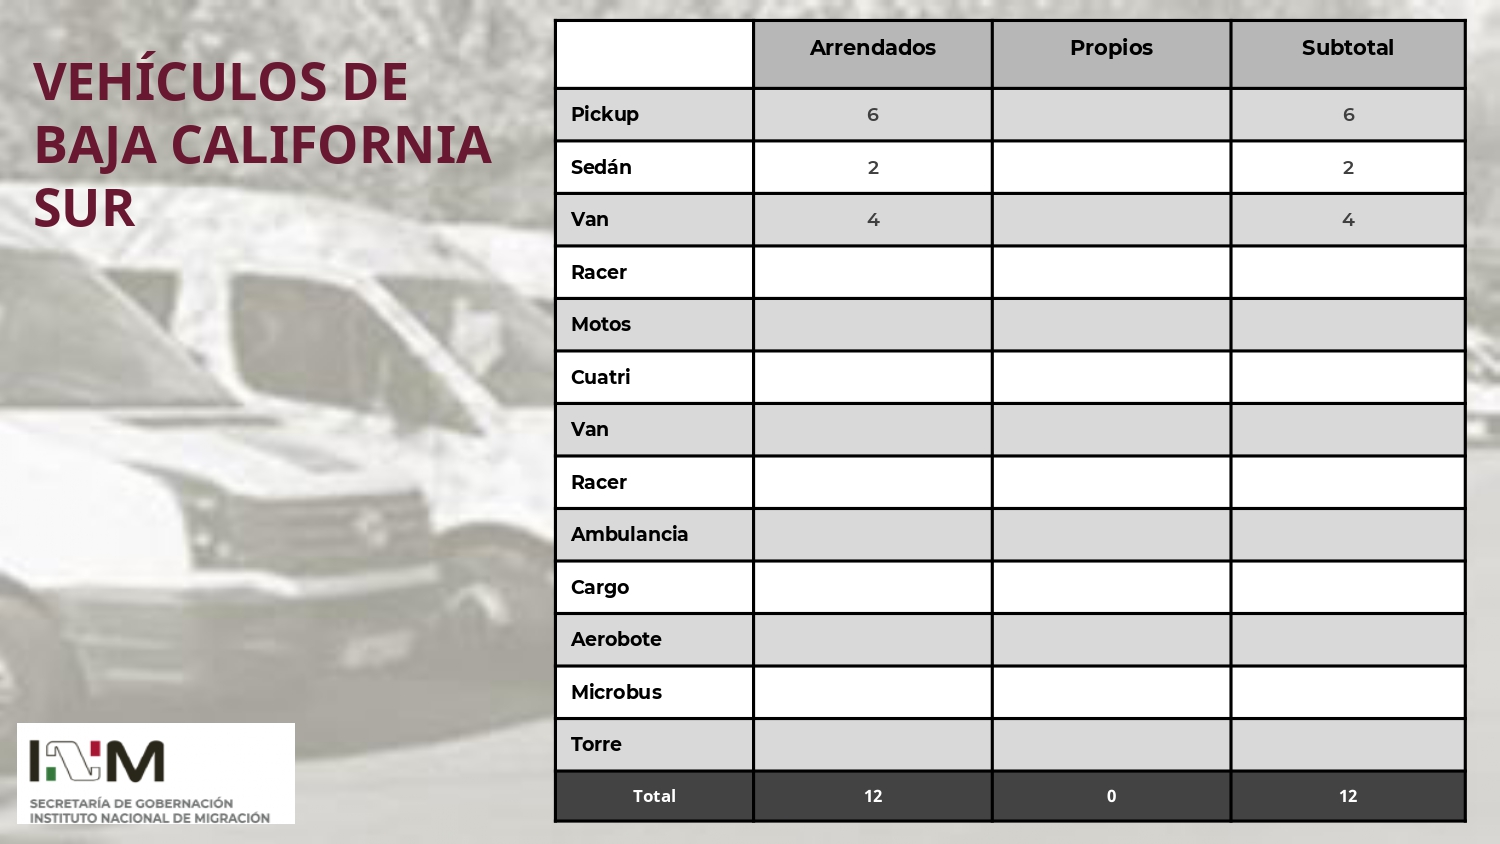 VEHÍCULOS DE
BAJA CALIFORNIA
SUR
Arrendados Propios Subtotal
Pickup 6 6
Sedán 2 2
Van 4 4
Racer
Motos
Cuatri
Van
Racer
Ambulancia
Cargo
Aerobote
Microbus
Torre
Total 12 0 12
INM
SECRETARÍA DE GOBERNACIÓN
INSTITUTO NACIONAL DE MIGRACIÓN